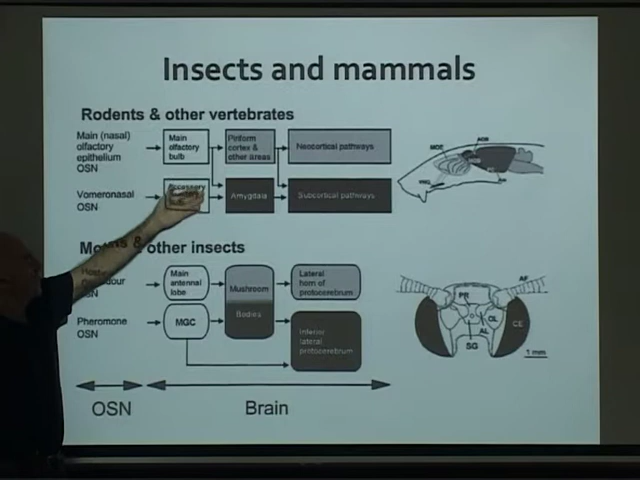 Insects and mammals
Rodents & other vertebrates
Main (nasal)
olfactory
epithelium
OSN
Main
olfactory
bulb
Piriform
cortex &
other areas
Neocortical pathways
Vomeronasal
OSN
Accessory
Amygdala
Subcortical pathways
MOE
AOB
& other insects
OSN
Main
antennal
lobe
Mushroom
Bodies
Lateral
horn of
protocerebrum
Pheromone
OSN
MGC
Inferior
lateral
protocerebrum
AF
PR
OL
AL
CE
SG
1 mm
OSN
Brain